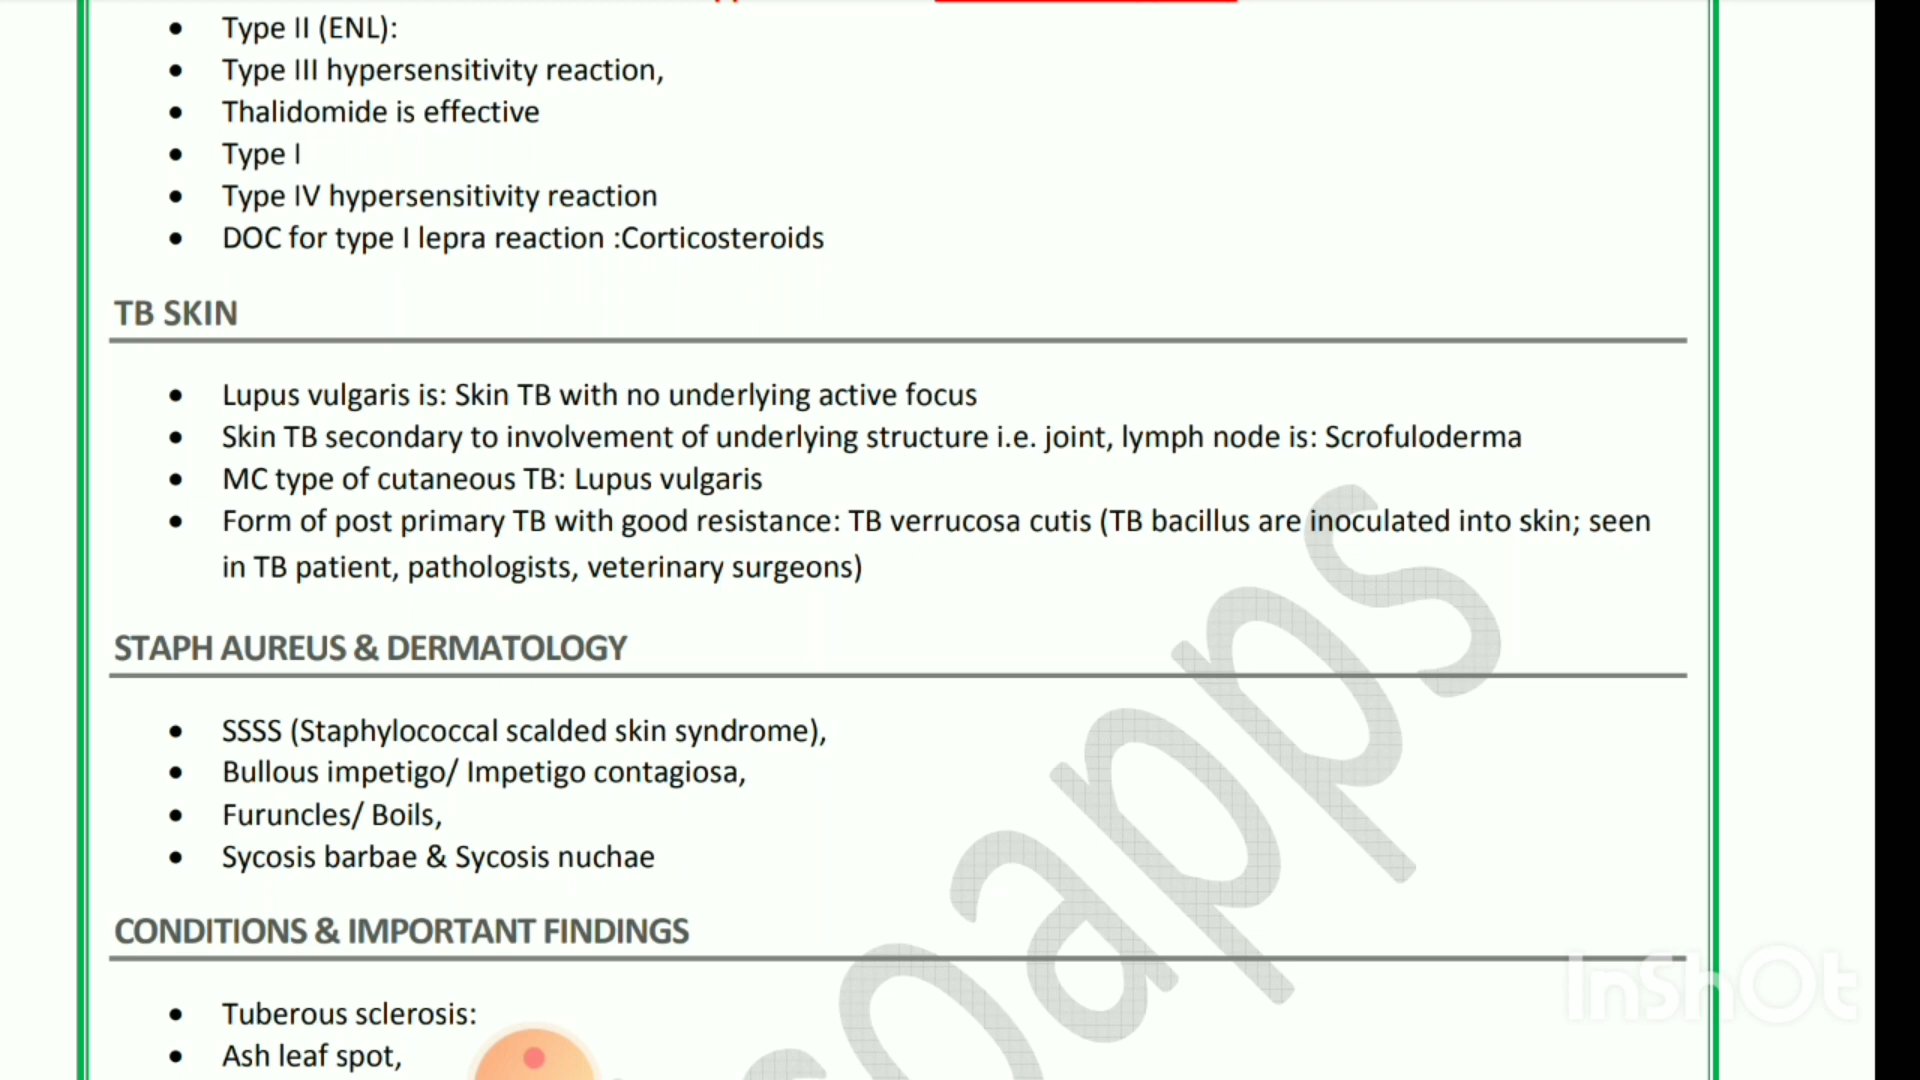 • Type II (ENL):
• Type III hypersensitivity reaction,
• Thalidomide is effective
• Type I
• Type IV hypersensitivity reaction
• DOC for type I lepra reaction :Corticosteroids
TB SKIN
• Lupus vulgaris is: Skin TB with no underlying active focus
• Skin TB secondary to involvement of underlying structure i.e. joint, lymph node is: Scrofuloderma
• MC type of cutaneous TB: Lupus vulgaris
• Form of post primary TB with good resistance: TB verrucosa cutis (TB bacillus are inoculated into skin; seen
in TB patient, pathologists, veterinary surgeons)
STAPH AUREUS & DERMATOLOGY
• SSSS (Staphylococcal scalded skin syndrome),
• Bullous impetigo/ Impetigo contagiosa,
• Furuncles/ Boils,
• Sycosis barbae & Sycosis nuchae
CONDITIONS & IMPORTANT FINDINGS
• Tuberous sclerosis:
• Ash leaf spot,
InShOt